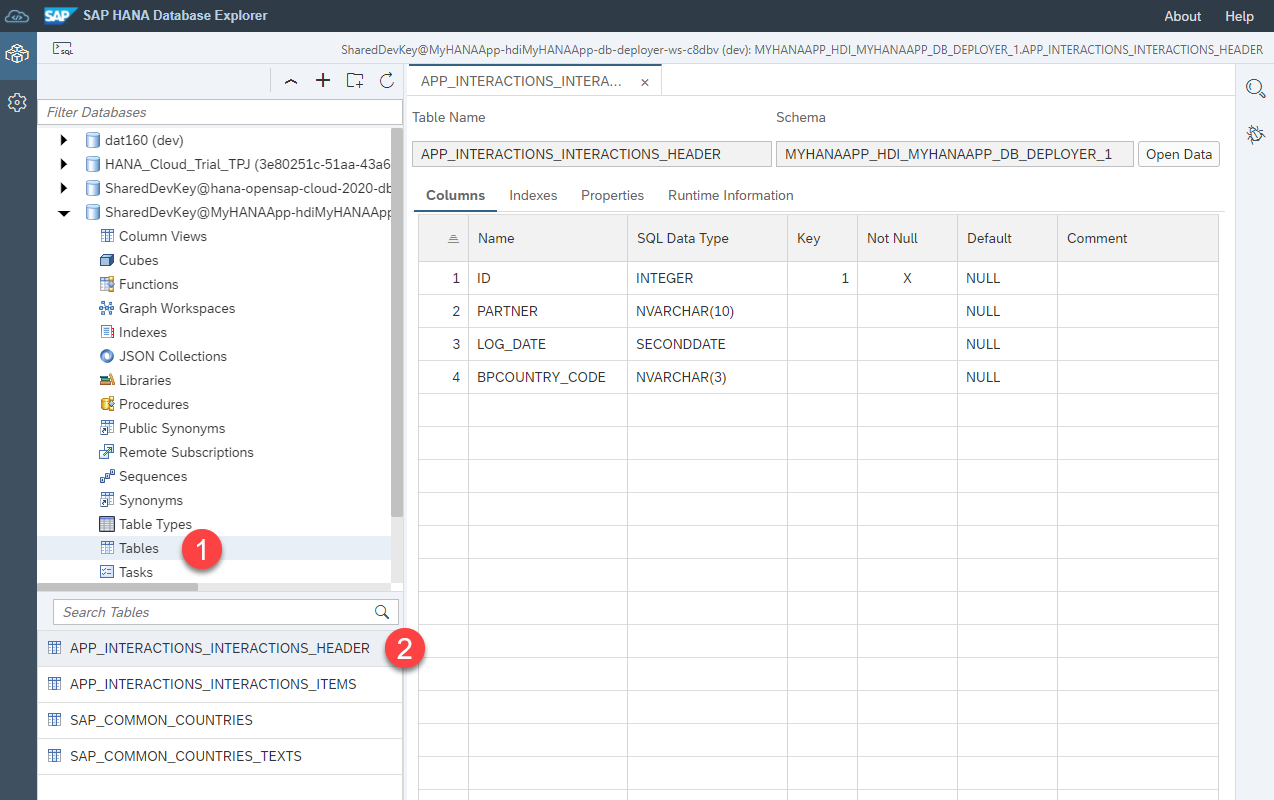 SAP SAP HANA Database Explorer About Help
SQL SharedDevKey@MyHANAApp-hdiMyHANAApp-db-deployer-ws-c8dbv (dev): MYHANAAPP_HDI_MYHANAAPP_DB_DEPLOYER_1.APP_INTERACTIONS_INTERACTIONS_HEADER
Filter Databases
dat160 (dev)
HANA_Cloud_Trial_TPJ (3e80251c-51aa-43a6
SharedDevKey@hana-opensap-cloud-2020-db
SharedDevKey@MyHANAApp-hdiMyHANAApp
Column Views
Cubes
Functions
Graph Workspaces
Indexes
JSON Collections
Libraries
Procedures
Public Synonyms
Remote Subscriptions
Sequences
Synonyms
Table Types
Tables 1
Tasks
Search Tables
APP_INTERACTIONS_INTERACTIONS_HEADER 2
APP_INTERACTIONS_INTERACTIONS_ITEMS
SAP_COMMON_COUNTRIES
SAP_COMMON_COUNTRIES_TEXTS
APP_INTERACTIONS_INTERA... ×
Table Name Schema
APP_INTERACTIONS_INTERACTIONS_HEADER MYHANAAPP_HDI_MYHANAAPP_DB_DEPLOYER_1 Open Data
Columns Indexes Properties Runtime Information
Name SQL Data Type Key Not Null Default Comment
1 ID INTEGER 1 X NULL
2 PARTNER NVARCHAR(10) NULL
3 LOG_DATE SECONDDATE NULL
4 BPCOUNTRY_CODE NVARCHAR(3) NULL